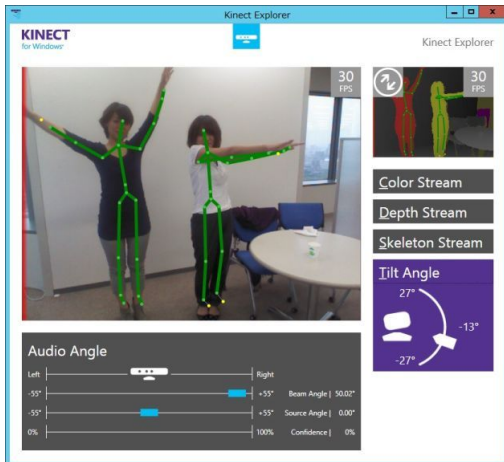 Kinect Explorer
KINECT
for Windows
Kinect Explorer
30
FPS
30
FPS
Color Stream
Depth Stream
Skeleton Stream
Tilt Angle
27°
-13°
-27°
Audio Angle
Left Right
-55° +55° Beam Angle | 50.02°
-55° +55° Source Angle | 0.00°
0% 100% Confidence | 0%